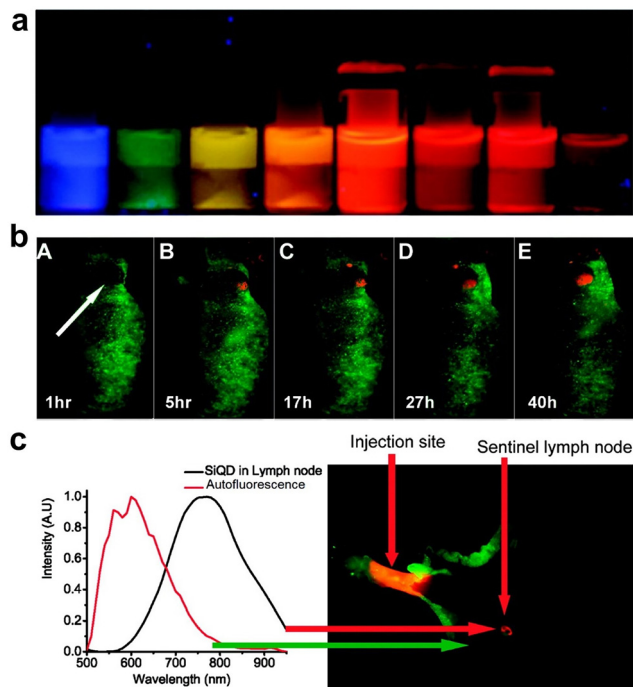 a
b
A B C D E
1hr 5hr 17h 27h 40h
c
Injection site
Sentinel lymph node
SiQD in Lymph node
Autofluorescence
Intensity (A.U)
1.0
0.8
0.6
0.4
0.2
0.0
500 600 700 800 900
Wavelength (nm)